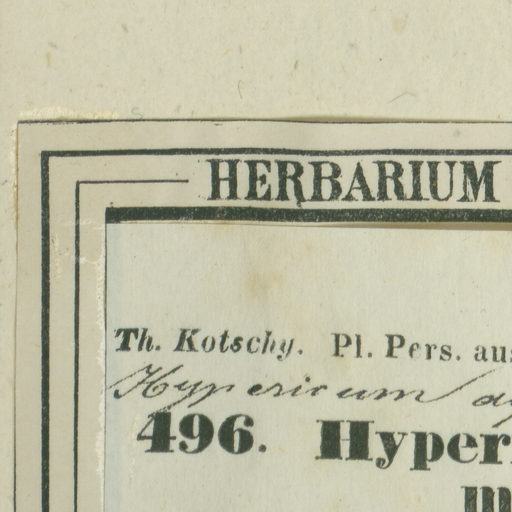 HERBARIUM
Th. Kotschy. Pl. Pers. aus
Hypericum
496. Hyper
m